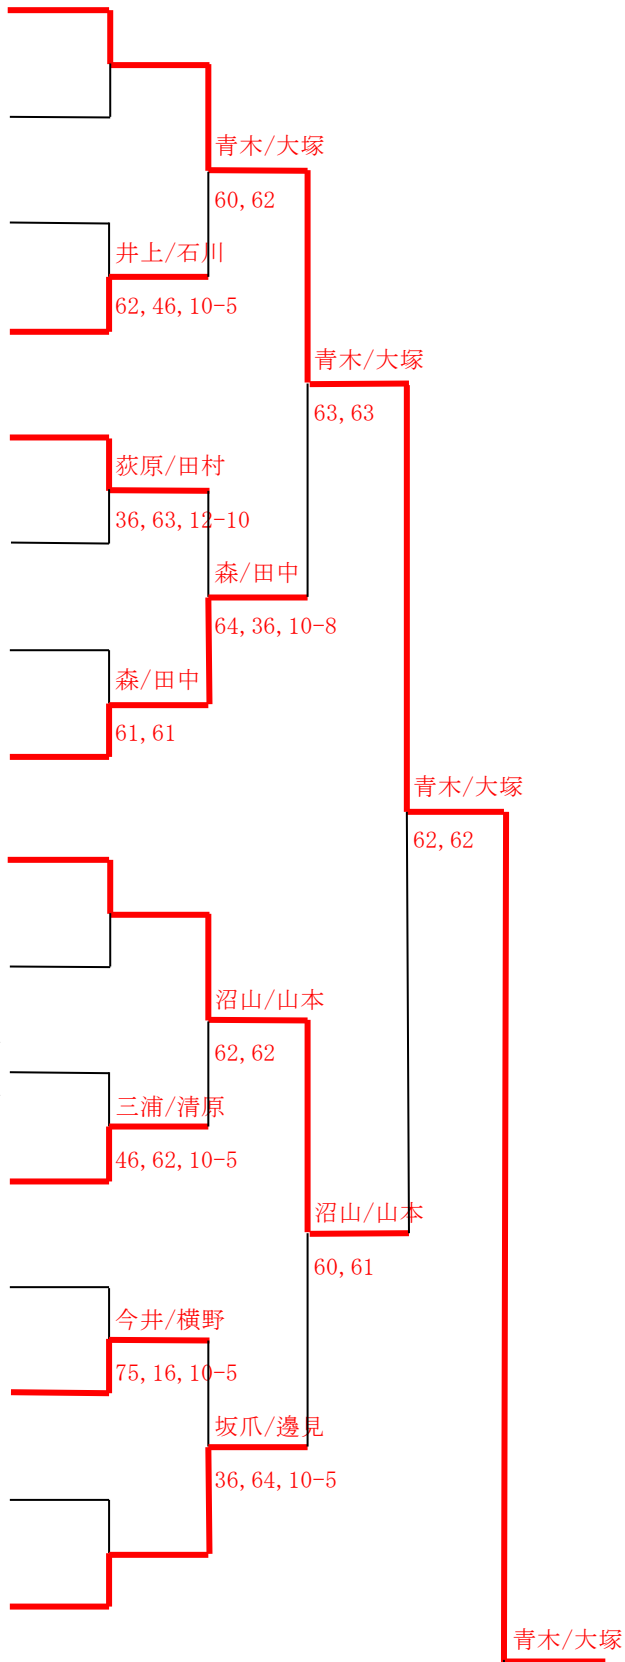 青木/大塚
60,62
井上/石川
62,46,10-5
青木/大塚
63,63
荻原/田村
36,63,12-10
森/田中
64,36,10-8
森/田中
61,61
青木/大塚
62,62
沼山/山本
62,62
三浦/清原
46,62,10-5
沼山/山本
60,61
今井/横野
75,16,10-5
坂爪/邊見
36,64,10-5
青木/大塚